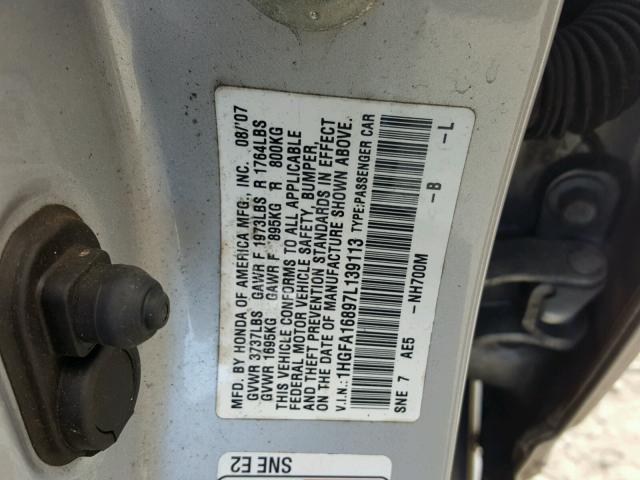 MFD. BY HONDA OF AMERICA MFG., INC. 08/'07
GVWR 3737LBS GAWR F 1973LBS R 1764LBS
GVWR 1695KG GAWR F 895KG R 800KG
THIS VEHICLE CONFORMS TO ALL APPLICABLE
FEDERAL MOTOR VEHICLE SAFETY, BUMPER,
AND THEFT PREVENTION STANDARDS IN EFFECT
ON THE DATE OF MANUFACTURE SHOWN ABOVE.
V.I.N.: 1HGFA16897L139113 TYPE: PASSENGER CAR
SNE 7 AE5 -NH700M -B -L
SNE E2